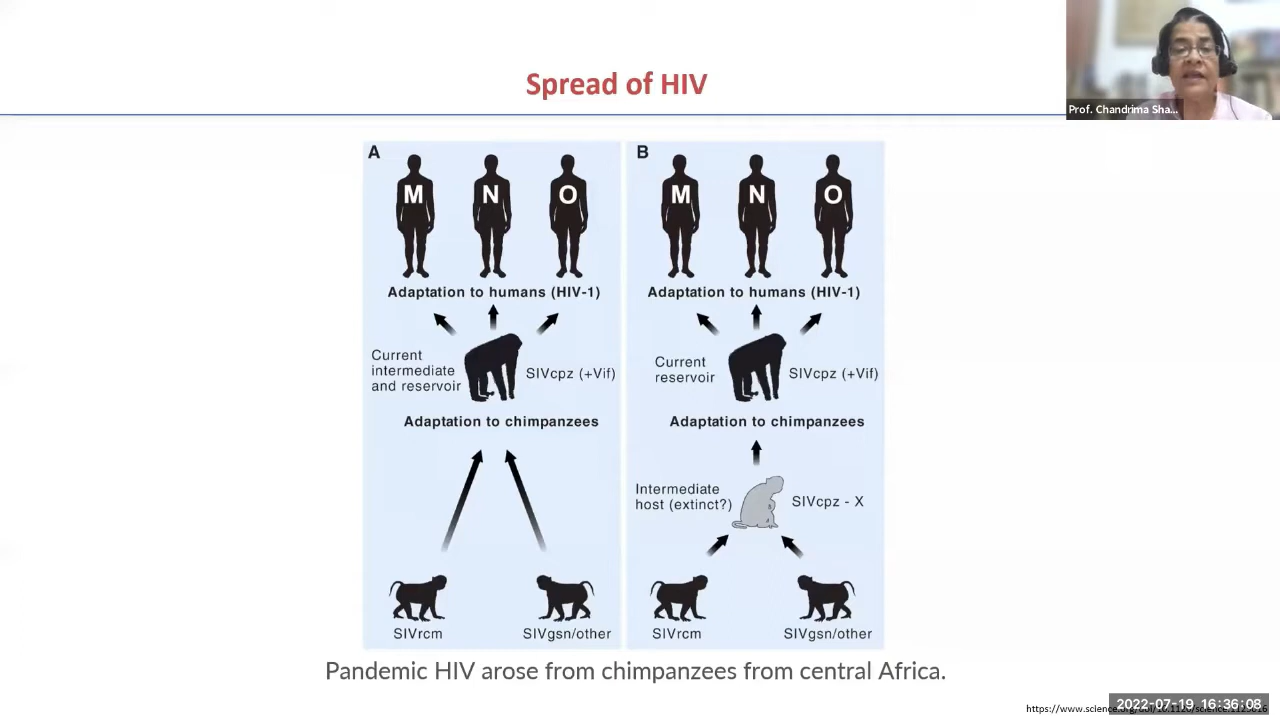 Prof. Chandrima Sha...
Spread of HIV
A
M N O
Adaptation to humans (HIV-1)
Current
intermediate
and reservoir
SIVcpz (+Vif)
Adaptation to chimpanzees
SIVrcm
SIVgsn/other
B
M N O
Adaptation to humans (HIV-1)
Current
reservoir
SIVcpz (+Vif)
Adaptation to chimpanzees
Intermediate
host (extinct?)
SIVcpz - X
SIVrcm
SIVgsn/other
Pandemic HIV arose from chimpanzees from central Africa.
2022-07-19 16:36:08